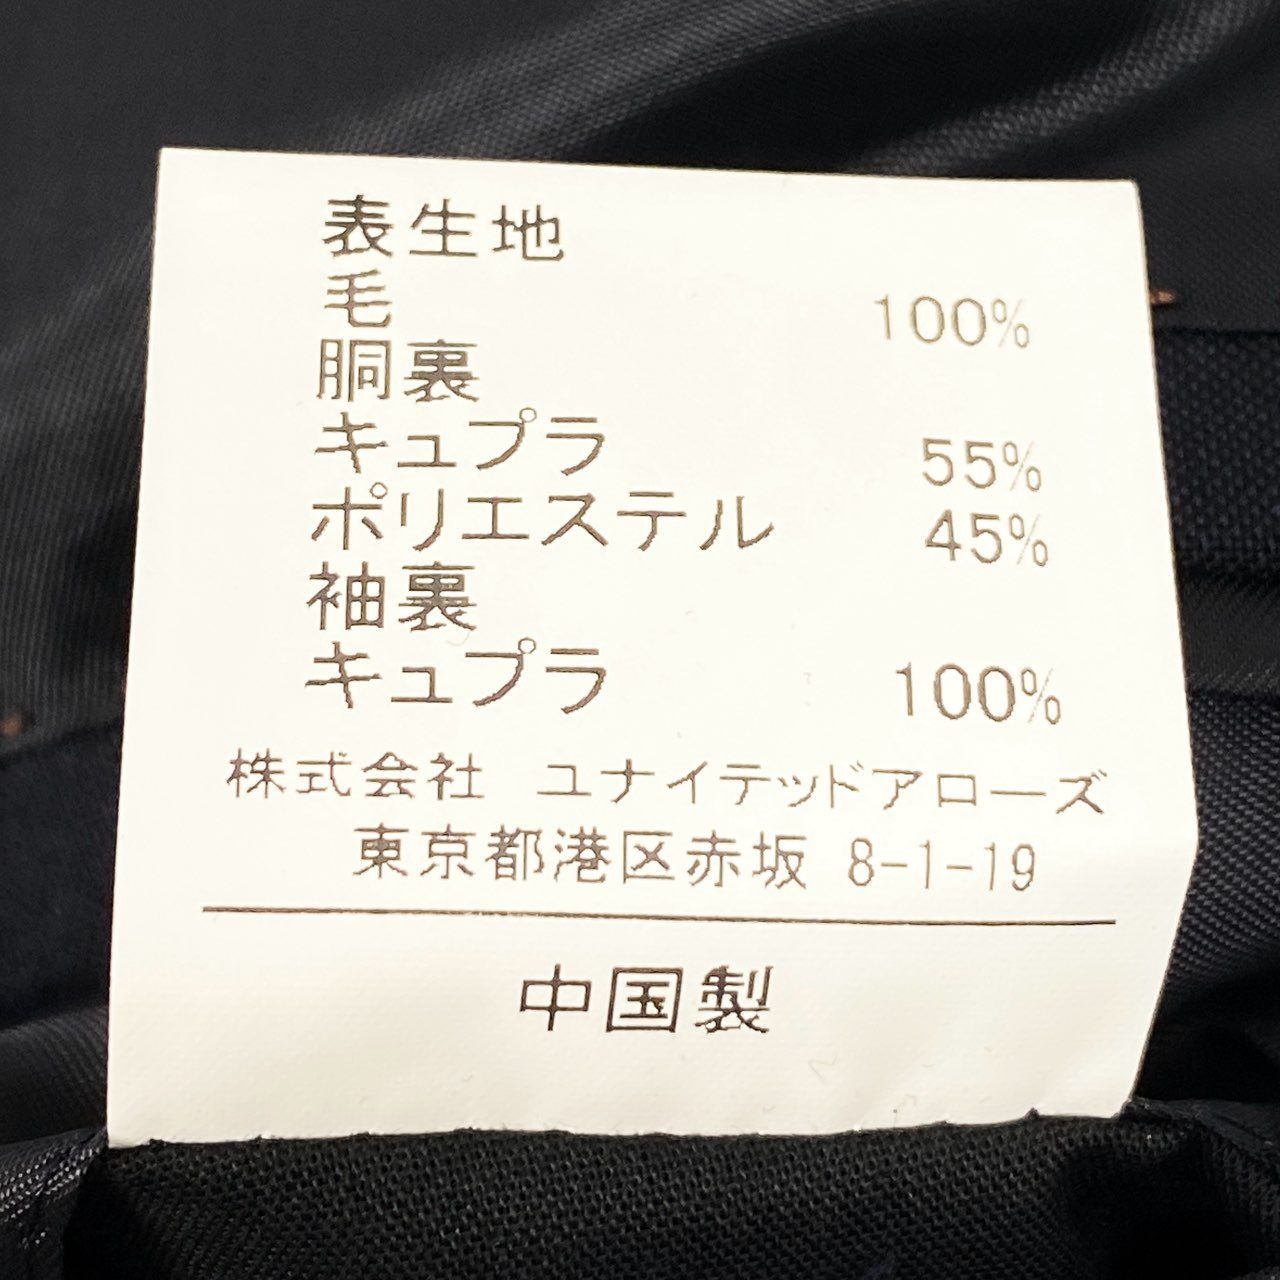 表生地
毛 100%
胴裏
キュプラ 55%
ポリエステル 45%
袖裏
キュプラ 100%
株式会社 ユナイテッドアローズ
東京都港区赤坂 8-1-19
中国製